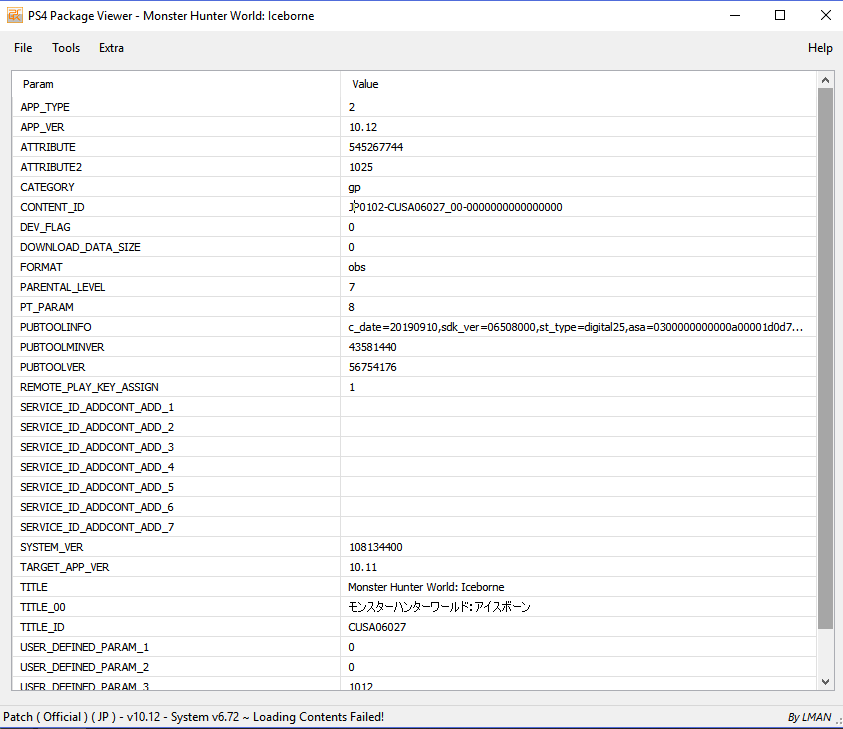 PS4 Package Viewer - Monster Hunter World: Iceborne
File Tools Extra Help
Param Value
APP_TYPE 2
APP_VER 10.12
ATTRIBUTE 545267744
ATTRIBUTE2 1025
CATEGORY gp
CONTENT_ID JP0102-CUSA06027_00-0000000000000000
DEV_FLAG 0
DOWNLOAD_DATA_SIZE 0
FORMAT obs
PARENTAL_LEVEL 7
PT_PARAM 8
PUBTOOLINFO c_date=20190910,sdk_ver=06508000,st_type=digital25,asa=0300000000000a00001d0d7...
PUBTOOLMINVER 43581440
PUBTOOLVER 56754176
REMOTE_PLAY_KEY_ASSIGN 1
SERVICE_ID_ADDCONT_ADD_1
SERVICE_ID_ADDCONT_ADD_2
SERVICE_ID_ADDCONT_ADD_3
SERVICE_ID_ADDCONT_ADD_4
SERVICE_ID_ADDCONT_ADD_5
SERVICE_ID_ADDCONT_ADD_6
SERVICE_ID_ADDCONT_ADD_7
SYSTEM_VER 108134400
TARGET_APP_VER 10.11
TITLE Monster Hunter World: Iceborne
TITLE_00 モンスターハンターワールド:アイスボーン
TITLE_ID CUSA06027
USER_DEFINED_PARAM_1 0
USER_DEFINED_PARAM_2 0
USER_DEFINED_PARAM_3 1012
Patch ( Official ) ( JP ) - v10.12 - System v6.72 ~ Loading Contents Failed! By LMAN